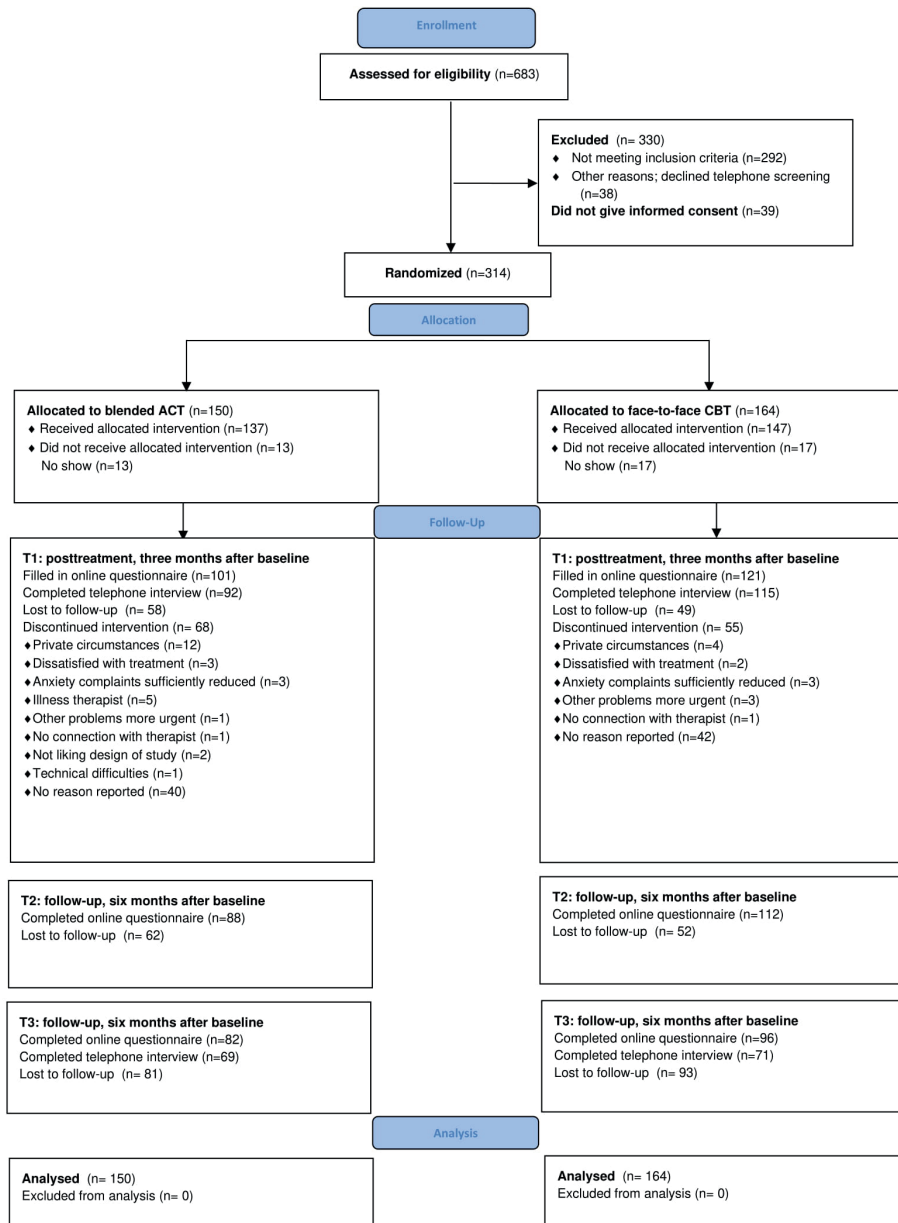 Enrollment
Assessed for eligibility (n=683)
Excluded (n= 330)
♦ Not meeting inclusion criteria (n=292)
♦ Other reasons; declined telephone screening
(n=38)
Did not give informed consent (n=39)
Randomized (n=314)
Allocation
Allocated to blended ACT (n=150)
♦ Received allocated intervention (n=137)
♦ Did not receive allocated intervention (n=13)
No show (n=13)
Allocated to face-to-face CBT (n=164)
♦ Received allocated intervention (n=147)
♦ Did not receive allocated intervention (n=17)
No show (n=17)
Follow-Up
T1: posttreatment, three months after baseline
Filled in online questionnaire (n=101)
Completed telephone interview (n=92)
Lost to follow-up (n= 58)
Discontinued intervention (n= 68)
♦Private circumstances (n=12)
♦Dissatisfied with treatment (n=3)
♦Anxiety complaints sufficiently reduced (n=3)
♦Illness therapist (n=5)
♦Other problems more urgent (n=1)
♦No connection with therapist (n=1)
♦Not liking design of study (n=2)
♦Technical difficulties (n=1)
♦No reason reported (n=40)
T1: posttreatment, three months after baseline
Filled in online questionnaire (n=121)
Completed telephone interview (n=115)
Lost to follow-up (n= 49)
Discontinued intervention (n= 55)
♦Private circumstances (n=4)
♦Dissatisfied with treatment (n=2)
♦Anxiety complaints sufficiently reduced (n=3)
♦Other problems more urgent (n=3)
♦No connection with therapist (n=1)
♦No reason reported (n=42)
T2: follow-up, six months after baseline
Completed online questionnaire (n=88)
Lost to follow-up (n= 62)
T2: follow-up, six months after baseline
Completed online questionnaire (n=112)
Lost to follow-up (n= 52)
T3: follow-up, six months after baseline
Completed online questionnaire (n=82)
Completed telephone interview (n=69)
Lost to follow-up (n= 81)
T3: follow-up, six months after baseline
Completed online questionnaire (n=96)
Completed telephone interview (n=71)
Lost to follow-up (n= 93)
Analysis
Analysed (n= 150)
Excluded from analysis (n= 0)
Analysed (n= 164)
Excluded from analysis (n= 0)